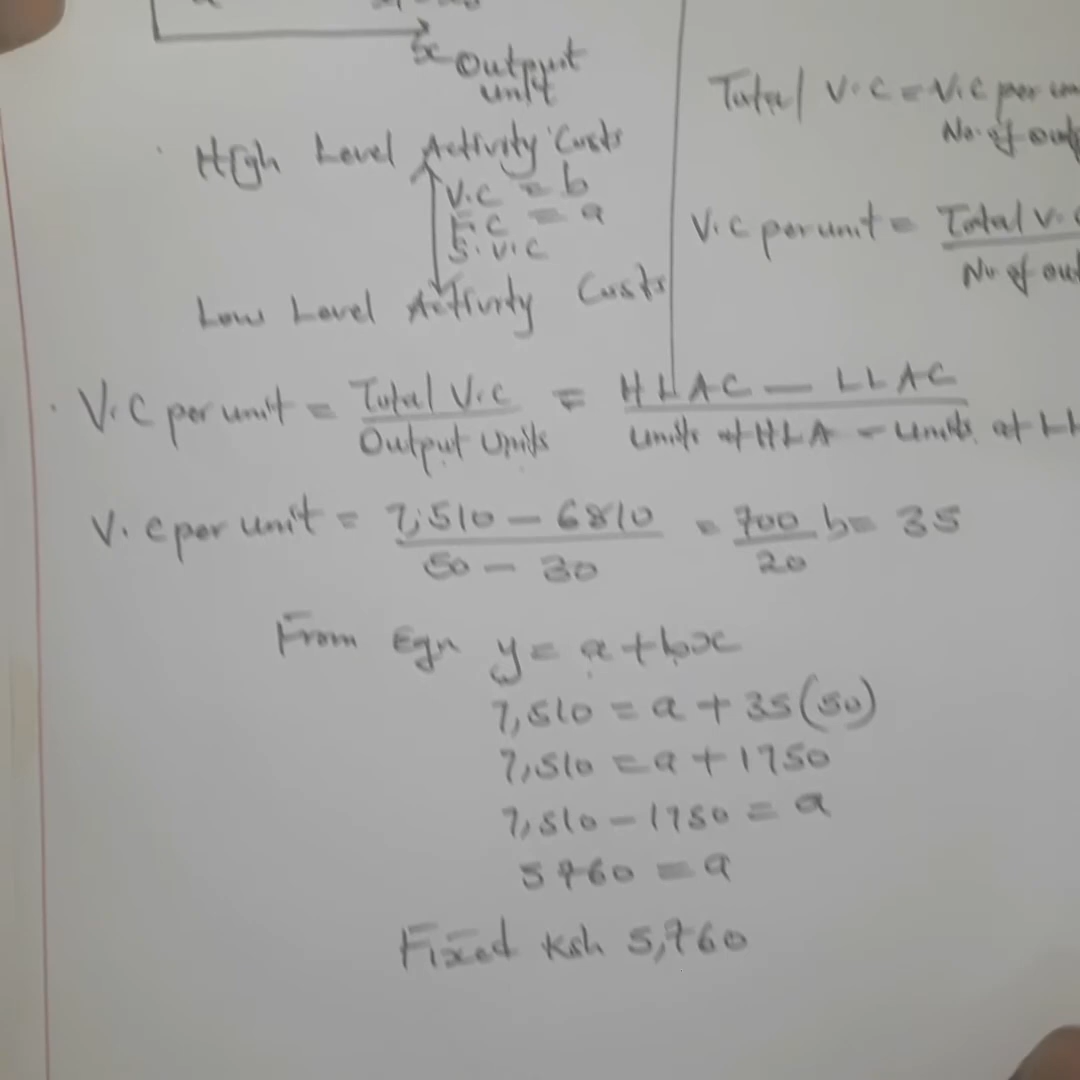 x Output
unit
High Level Activity Costs
V.C = b
F.C = a
S.V.C
Low Level Activity Costs
Total V.C = V.C per
No. of
V.C per unit = Total V.
No of
V.C per unit = Total V.C / Output Units = HLAC - LLAC / Units at HLA - Units at
V.C per unit = 7,510 - 6810 / 50 - 30 = 700 / 20 b = 35
From Eqn y = a + bx
7,510 = a + 35(50)
7,510 = a + 1750
7,510 - 1750 = a
5760 = a
Fixed Ksh 5,760